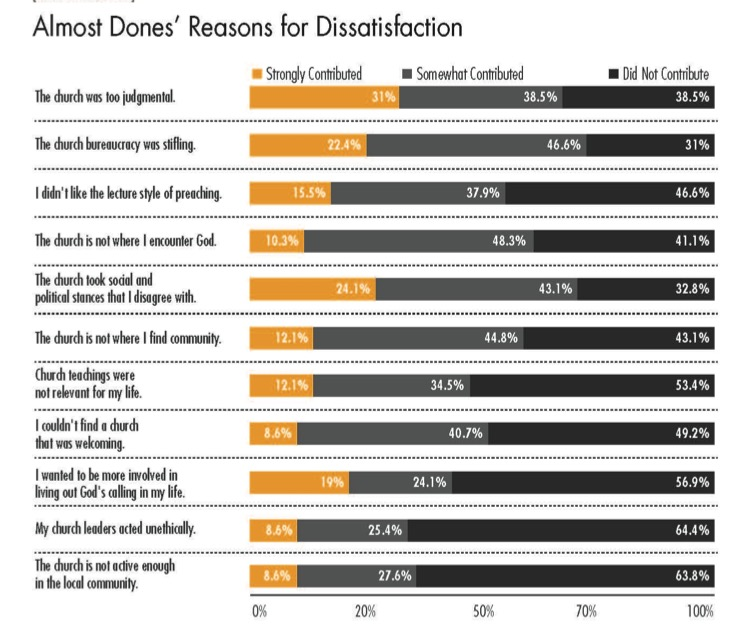 Almost Dones' Reasons for Dissatisfaction
Strongly Contributed Somewhat Contributed Did Not Contribute
The church was too judgmental. 31% 38.5% 38.5%
The church bureaucracy was stifling. 22.4% 46.6% 31%
I didn't like the lecture style of preaching. 15.5% 37.9% 46.6%
The church is not where I encounter God. 10.3% 48.3% 41.1%
The church took social and
political stances that I disagree with. 24.1% 43.1% 32.8%
The church is not where I find community. 12.1% 44.8% 43.1%
Church teachings were
not relevant for my life. 12.1% 34.5% 53.4%
I couldn't find a church
that was welcoming. 8.6% 40.7% 49.2%
I wanted to be more involved in
living out God's calling in my life. 19% 24.1% 56.9%
My church leaders acted unethically. 8.6% 25.4% 64.4%
The church is not active enough
in the local community. 8.6% 27.6% 63.8%
0% 20% 50% 70% 100%